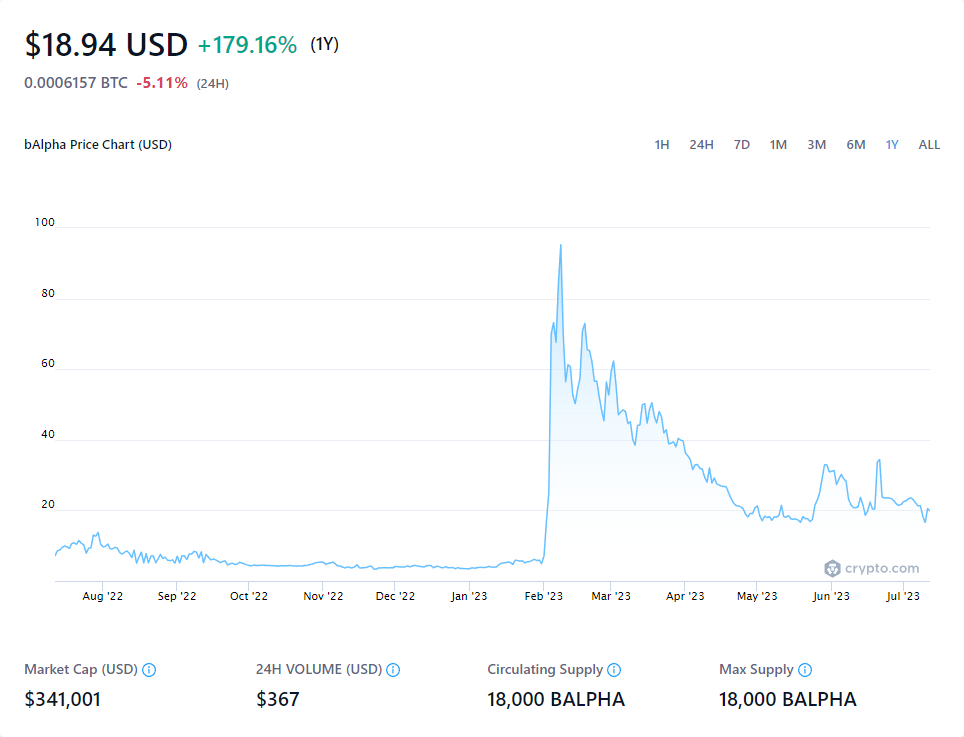 $18.94 USD +179.16% (1Y)
0.0006157 BTC -5.11% (24H)
bAlpha Price Chart (USD) 1H 24H 7D 1M 3M 6M 1Y ALL
100
80
60
40
20
crypto.com
Aug '22 Sep '22 Oct '22 Nov '22 Dec '22 Jan '23 Feb '23 Mar '23 Apr '23 May '23 Jun '23 Jul '23
Market Cap (USD) 24H VOLUME (USD) Circulating Supply Max Supply
$341,001 $367 18,000 BALPHA 18,000 BALPHA